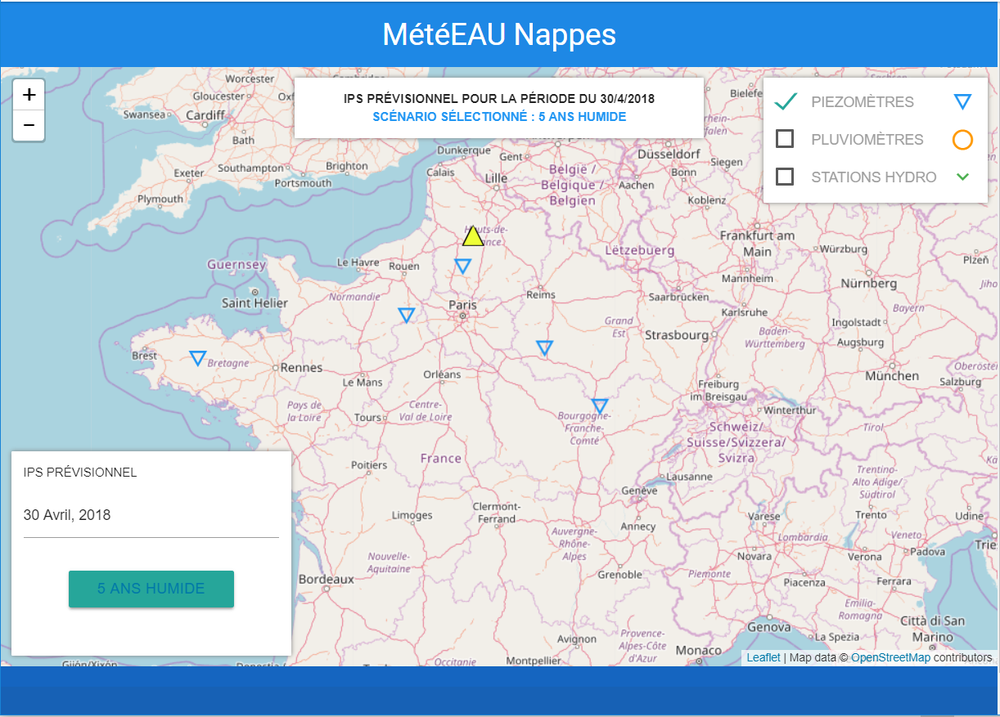 MétéEAU Nappes
+
−
IPS PRÉVISIONNEL POUR LA PÉRIODE DU 30/4/2018
SCÉNARIO SÉLECTIONNÉ : 5 ANS HUMIDE
PIEZOMÈTRES
PLUVIOMÈTRES
STATIONS HYDRO
Worcester
Gloucester
Swansea
Cardiff
Bath
Exeter
Southampton
Brighton
Portsmouth
Plymouth
Dunkerque
Gent
Calais
Lille
België /
Belgique /
Belgien
Düsseldorf
Siegen
Bonn
Aachen
Koblenz
Frankfurt am
Main
Würzburg
Lëtzebuerg
Plzeň
Mannheim
Nürnberg
Guernsey
Saint Helier
Le Havre
Rouen
Normandie
Reims
Paris
Saarbrücken
Karlsruhe
Bayern
Ingolstadt
Augsburg
Grand
Est
Strasbourg
Baden-
Württemberg
Brest
Bretagne
Rennes
Le Mans
Orléans
Freiburg
im Breisgau
München
Salzburg
Pays de
la-Loire
Centre-
Val de Loire
Tours
Bourgogne-
Franche-
Comté
Winterthur
Schweiz/
Suisse/Svizzera/
Svizra
Tirol
France
Poitiers
Lausanne
Genève
Trentino-
Alto Adige/
Südtirol
Limoges
Clermont-
Ferrand
Annecy
Varese
Trento
Udine
Auvergne-
Rhône-
Alpes
Lombardia
Veneto
Novara
Verona
Padova
Nouvelle-
Aquitaine
Bordeaux
Grenoble
Piemonte
Piacenza
Ferrara
Emilia-
Romagna
Genova
La Spezia
Città di San
Marino
Avignon
Provence-
Alpes-Côte
d'Azur
Monaco
Occitanie
Montpellier
IPS PRÉVISIONNEL
30 Avril, 2018
5 ANS HUMIDE
Leaflet | Map data © OpenStreetMap contributors